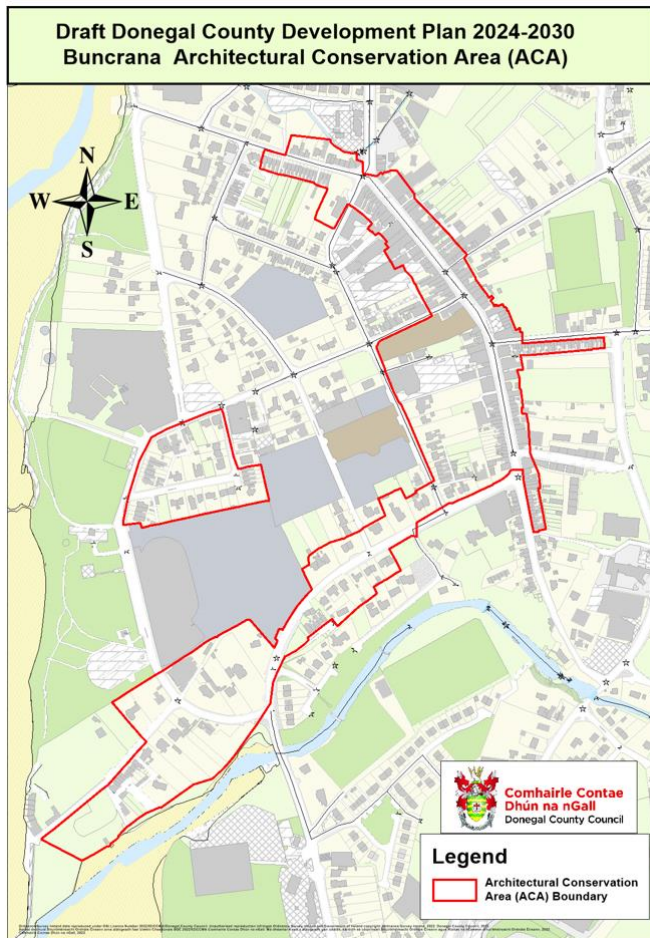 Draft Donegal County Development Plan 2024-2030
Buncrana Architectural Conservation Area (ACA)
N
W E
S
Comhairle Contae
Dhún na nGall
Donegal County Council
Legend
Architectural Conservation
Area (ACA) Boundary